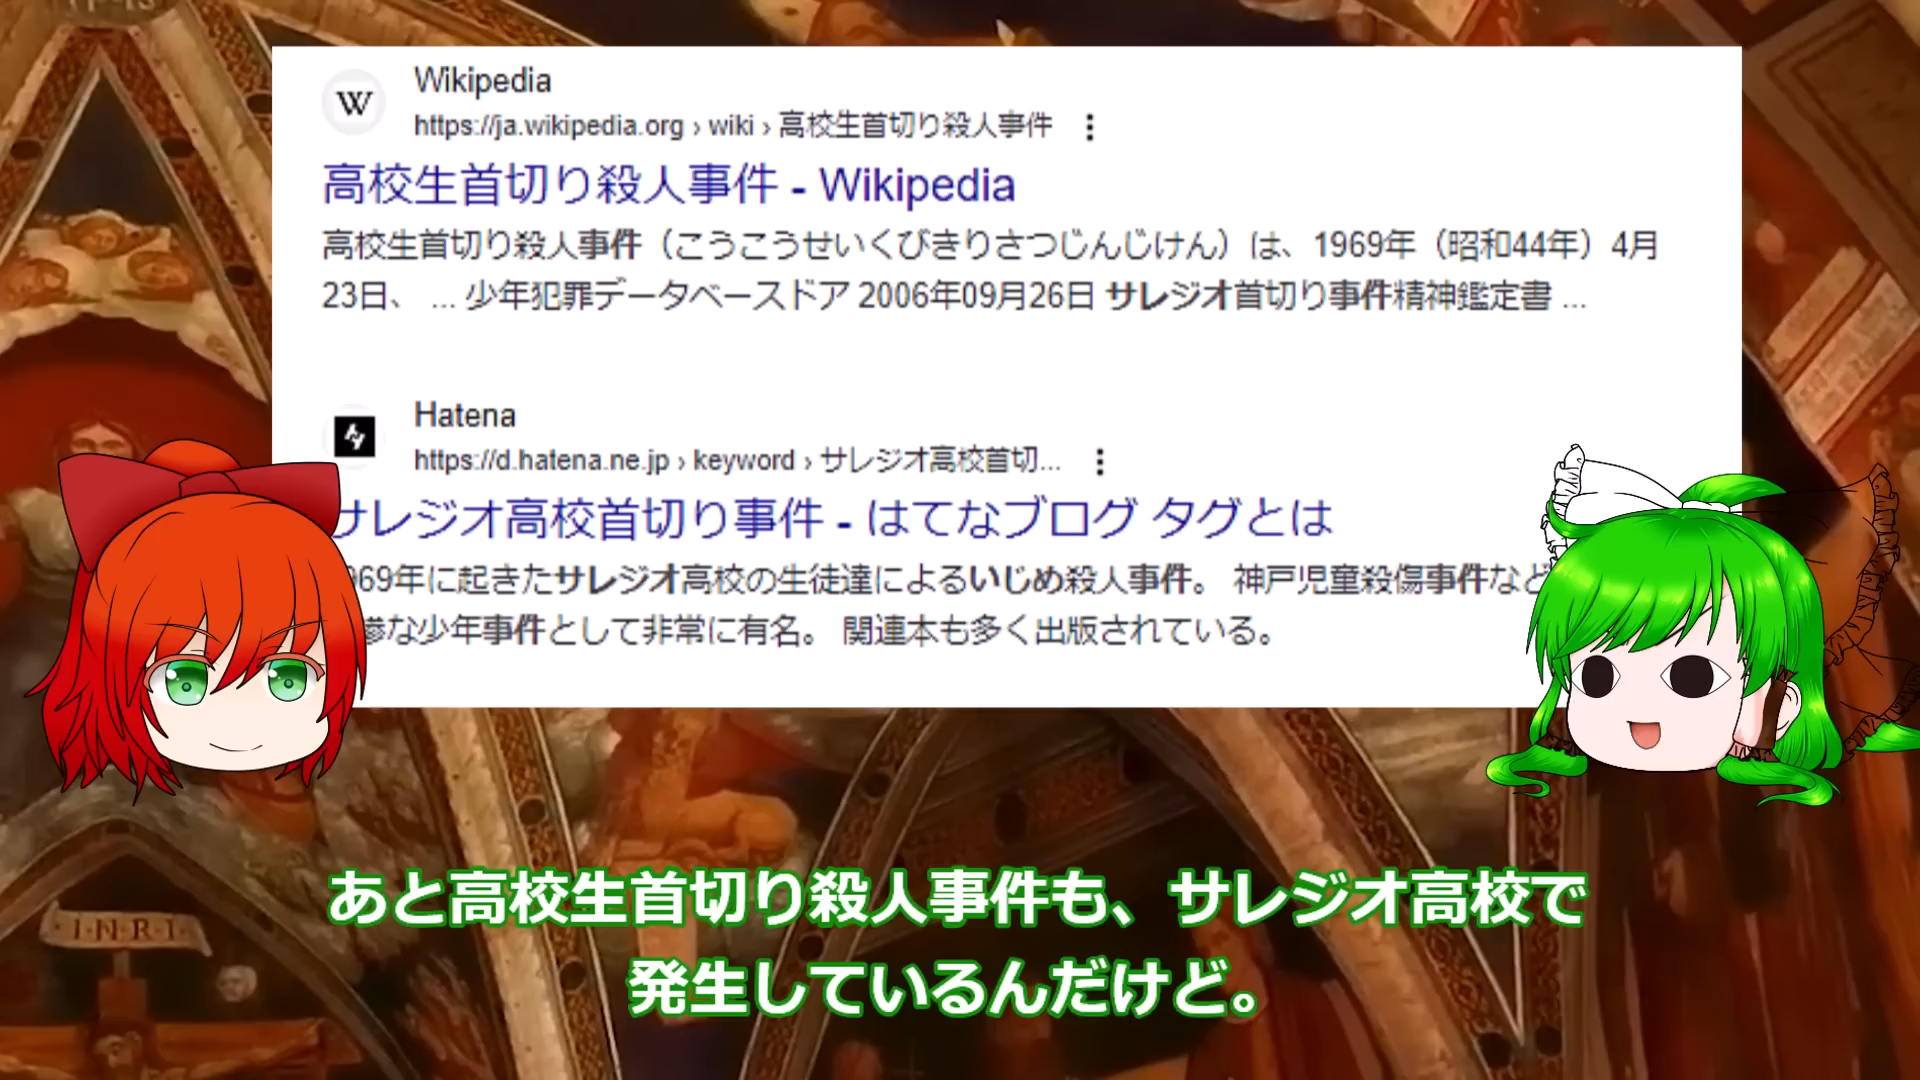 Wikipedia
https://ja.wikipedia.org › wiki › 高校生首切り殺人事件
高校生首切り殺人事件 - Wikipedia
高校生首切り殺人事件（こうこうせいくびきりさつじんじけん）は、1969年（昭和44年）4月
23日、 ... 少年犯罪データベースドア 2006年09月26日 サレジオ首切り事件精神鑑定書 ...
Hatena
https://d.hatena.ne.jp › keyword › サレジオ高校首切...
サレジオ高校首切り事件 - はてなブログ タグとは
969年に起きたサレジオ高校の生徒達によるいじめ殺人事件。 神戸児童殺傷事件など
惨な少年事件として非常に有名。 関連本も多く出版されている。
I·N·R·I·
あと高校生首切り殺人事件も、サレジオ高校で
発生しているんだけど。